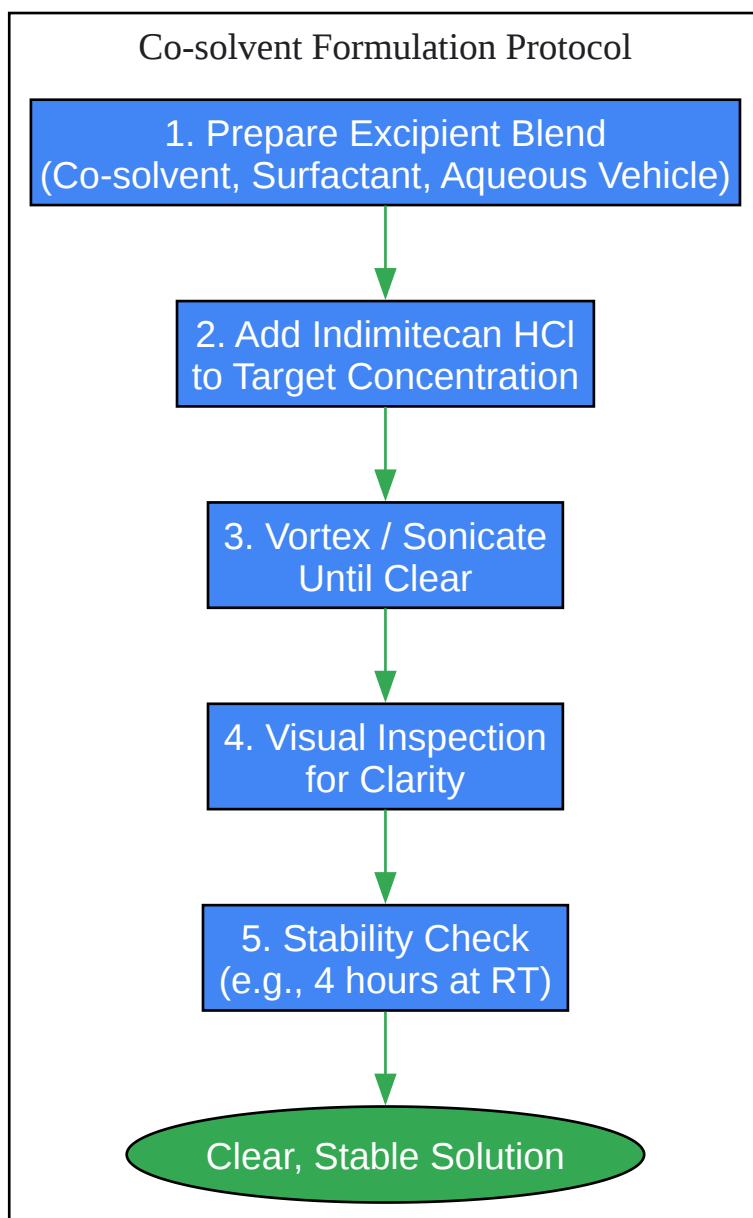 Co-solvent Formulation Protocol
1. Prepare Excipient Blend
(Co-solvent, Surfactant, Aqueous Vehicle)
2. Add Indimitecan HCl
to Target Concentration
3. Vortex / Sonicate
Until Clear
4. Visual Inspection
for Clarity
5. Stability Check
(e.g., 4 hours at RT)
Clear, Stable Solution